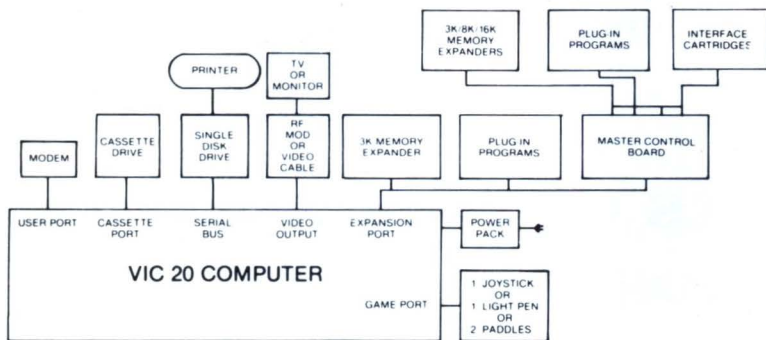 3K/8K/16K
MEMORY
EXPANDERS
PLUG IN
PROGRAMS
INTERFACE
CARTRIDGES
PRINTER
TV
OR
MONITOR
MODEM
CASSETTE
DRIVE
SINGLE
DISK
DRIVE
RF
MOD
OR
VIDEO
CABLE
3K MEMORY
EXPANDER
PLUG IN
PROGRAMS
MASTER CONTROL
BOARD
USER PORT
CASSETTE
PORT
SERIAL
BUS
VIDEO
OUTPUT
EXPANSION
PORT
POWER
PACK
VIC 20 COMPUTER
GAME PORT
1 JOYSTICK
OR
1 LIGHT PEN
OR
2 PADDLES